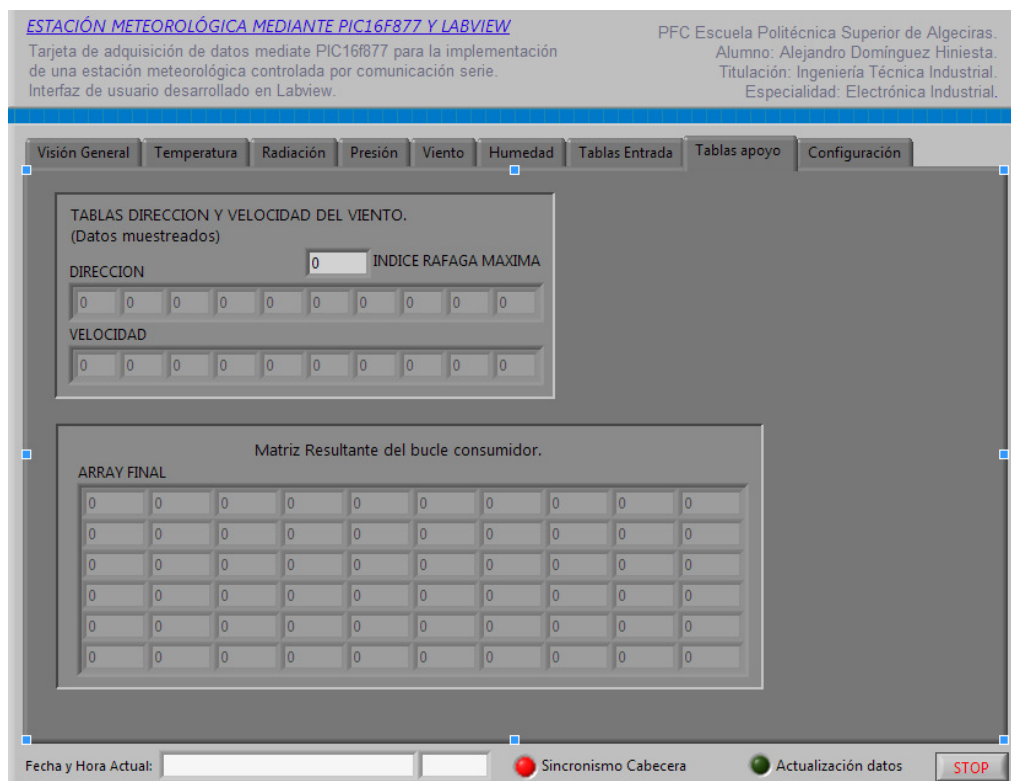 ESTACIÓN METEOROLÓGICA MEDIANTE PIC16F877 Y LABVIEW
Tarjeta de adquisición de datos mediate PIC16f877 para la implementación
de una estación meteorológica controlada por comunicación serie.
Interfaz de usuario desarrollado en Labview.
PFC Escuela Politécnica Superior de Algeciras.
Alumno: Alejandro Domínguez Hiniesta.
Titulación: Ingeniería Técnica Industrial.
Especialidad: Electrónica Industrial.
Visión General Temperatura Radiación Presión Viento Humedad Tablas Entrada Tablas apoyo Configuración
TABLAS DIRECCION Y VELOCIDAD DEL VIENTO.
(Datos muestreados)
0 INDICE RAFAGA MAXIMA
DIRECCION
0 0 0 0 0 0 0 0 0 0
VELOCIDAD
0 0 0 0 0 0 0 0 0 0
Matriz Resultante del bucle consumidor.
ARRAY FINAL
0 0 0 0 0 0 0 0 0 0
0 0 0 0 0 0 0 0 0 0
0 0 0 0 0 0 0 0 0 0
0 0 0 0 0 0 0 0 0 0
0 0 0 0 0 0 0 0 0 0
0 0 0 0 0 0 0 0 0 0
Fecha y Hora Actual: Sincronismo Cabecera Actualización datos STOP